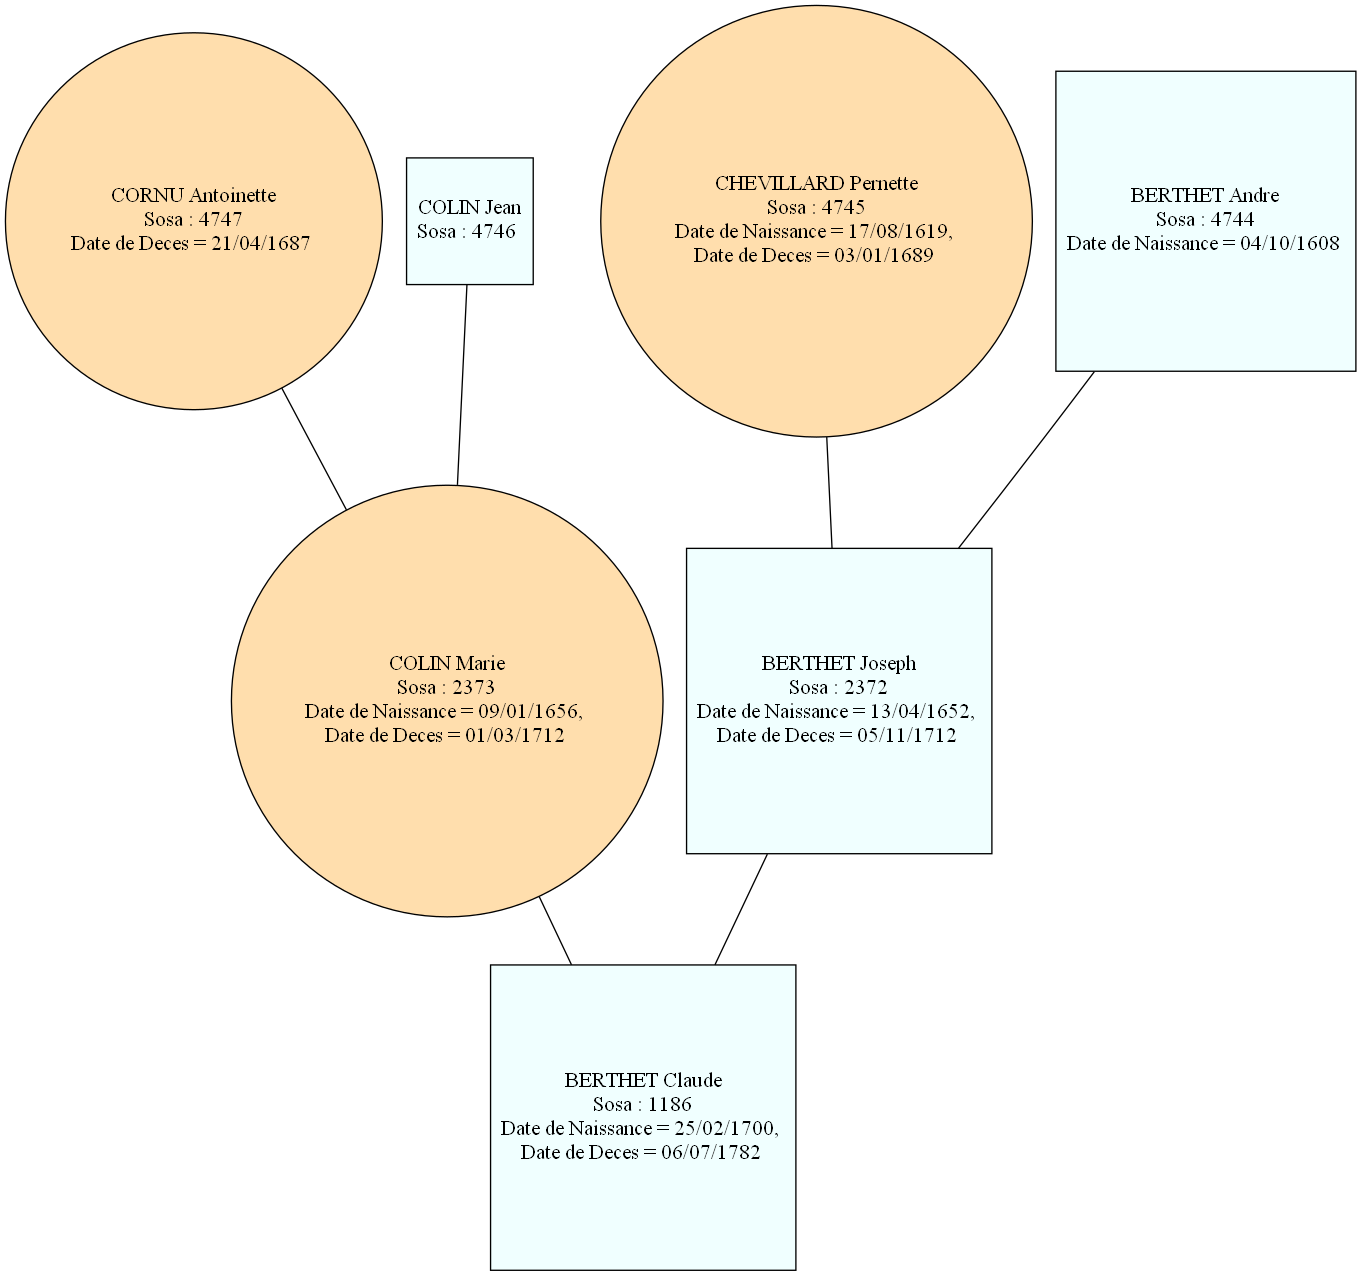 CORNU Antoinette
Sosa : 4747
Date de Deces = 21/04/1687
COLIN Jean
Sosa : 4746
CHEVILLARD Pernette
Sosa : 4745
Date de Naissance = 17/08/1619,
Date de Deces = 03/01/1689
BERTHET Andre
Sosa : 4744
Date de Naissance = 04/10/1608
COLIN Marie
Sosa : 2373
Date de Naissance = 09/01/1656,
Date de Deces = 01/03/1712
BERTHET Joseph
Sosa : 2372
Date de Naissance = 13/04/1652,
Date de Deces = 05/11/1712
BERTHET Claude
Sosa : 1186
Date de Naissance = 25/02/1700,
Date de Deces = 06/07/1782